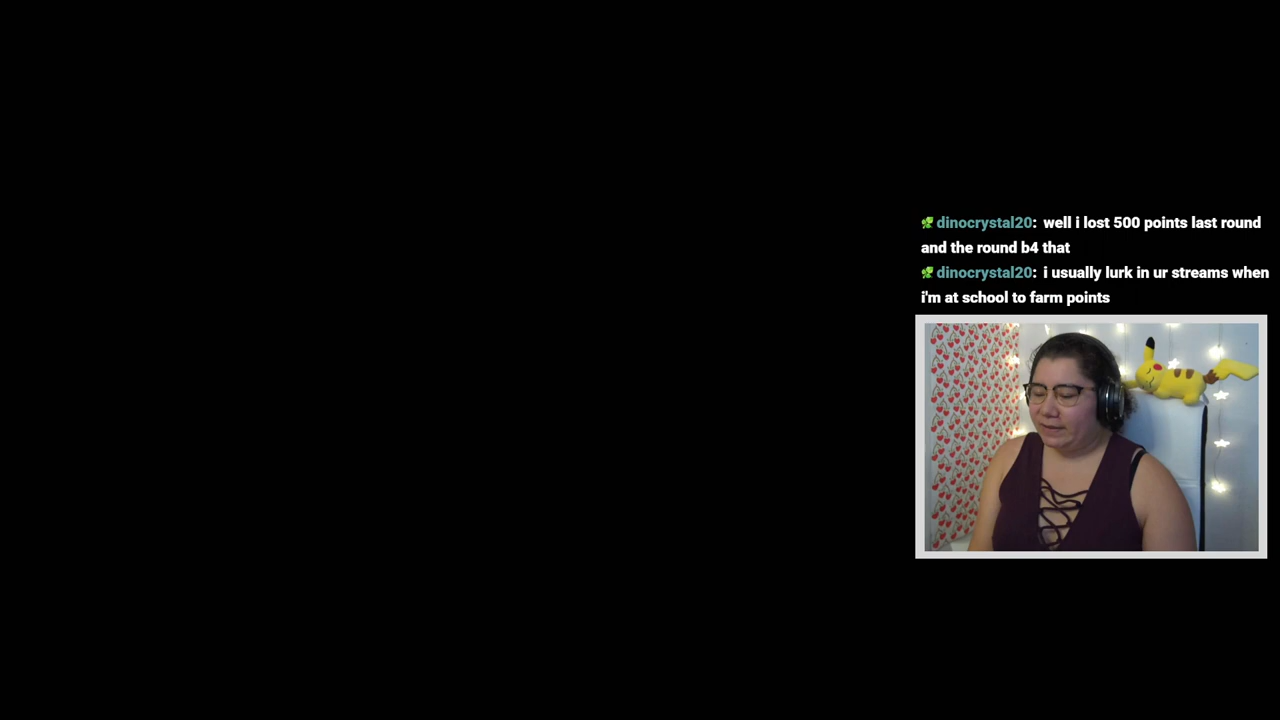 dinocrystal20: well i lost 500 points last round
and the round b4 that
dinocrystal20: i usually lurk in ur streams when
i'm at school to farm points